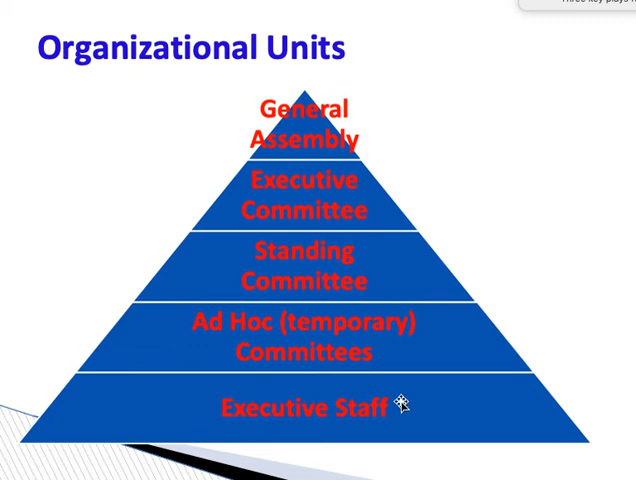 Organizational Units
General
Assembly
Executive
Committee
Standing
Committee
Ad Hoc (temporary)
Committees
Executive Staff